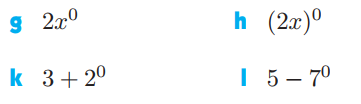 g 2x⁰ h (2x)⁰
k 3 + 2⁰ l 5 − 7⁰